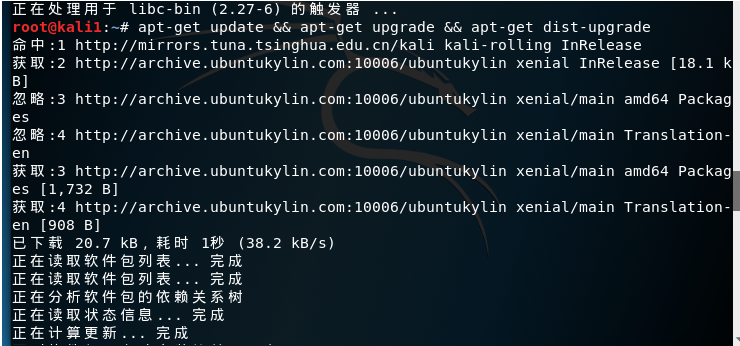 正在处理用于 libc-bin (2.27-6) 的触发器 ...
root@kali1:~# apt-get update && apt-get upgrade && apt-get dist-upgrade
命中:1 http://mirrors.tuna.tsinghua.edu.cn/kali kali-rolling InRelease
获取:2 http://archive.ubuntukylin.com:10006/ubuntukylin xenial InRelease [18.1 k
B]
忽略:3 http://archive.ubuntukylin.com:10006/ubuntukylin xenial/main amd64 Packag
es
忽略:4 http://archive.ubuntukylin.com:10006/ubuntukylin xenial/main Translation-
en
获取:3 http://archive.ubuntukylin.com:10006/ubuntukylin xenial/main amd64 Packag
es [1,732 B]
获取:4 http://archive.ubuntukylin.com:10006/ubuntukylin xenial/main Translation-
en [908 B]
已下载 20.7 kB，耗时 1秒 (38.2 kB/s)
正在读取软件包列表... 完成
正在读取软件包列表... 完成
正在分析软件包的依赖关系树
正在读取状态信息... 完成
正在计算更新... 完成